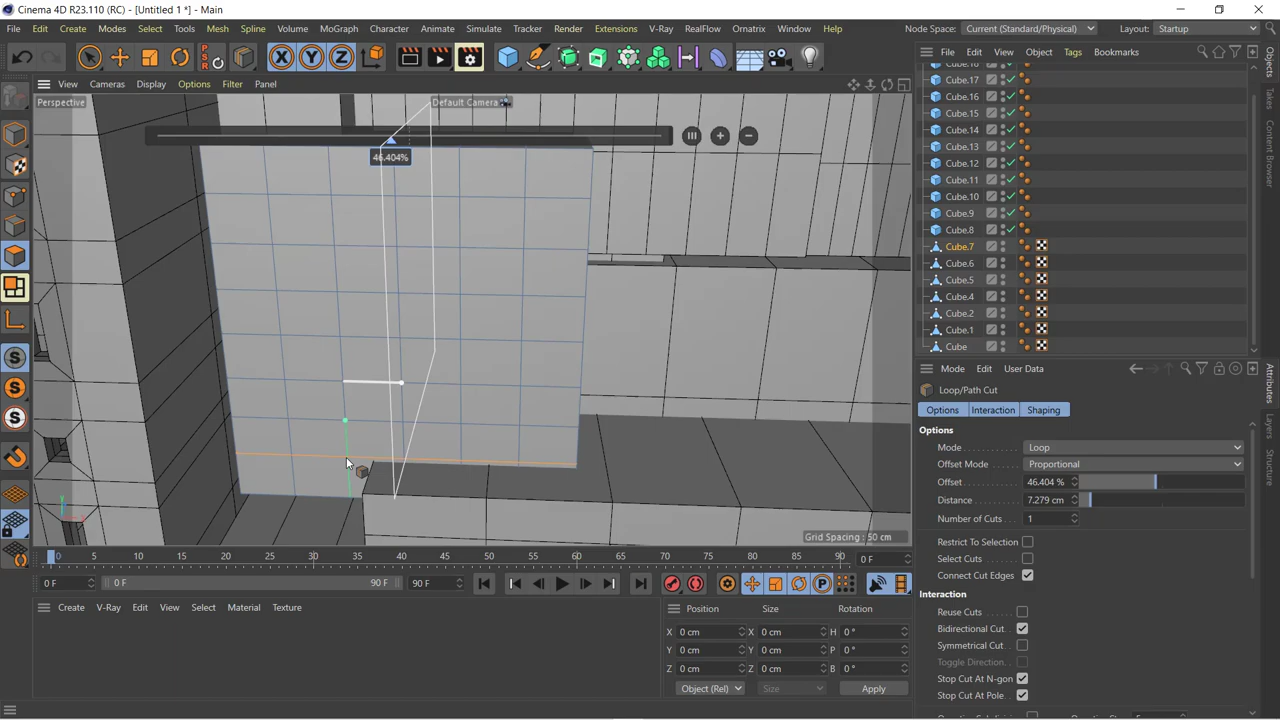 Cinema 4D R23.110 (RC) - [Untitled 1 *] - Main
File Edit Create Modes Select Tools Mesh Spline Volume MoGraph Character Animate Simulate Tracker Render Extensions V-Ray RealFlow Ornatrix Window Help Node Space: Current (Standard/Physical) Layout: Startup
X Y Z
View Cameras Display Options Filter Panel
File Edit View Object Tags Bookmarks
Perspective
Default Camera
46.404%
Cube.17
Cube.16
Cube.15
Cube.14
Cube.13
Cube.12
Cube.11
Cube.10
Cube.9
Cube.8
Cube.7
Cube.6
Cube.5
Cube.4
Cube.2
Cube.1
Cube
Objects
Takes
Content Browser
Mode Edit User Data
Loop/Path Cut
Options Interaction Shaping
Options
Mode Loop
Offset Mode Proportional
Offset 46.404 %
Distance 7.279 cm
Number of Cuts 1
Restrict To Selection
Select Cuts
Connect Cut Edges
Interaction
Reuse Cuts
Bidirectional Cut
Symmetrical Cut
Toggle Direction
Stop Cut At N-gon
Stop Cut At Pole
Attributes
Layers
Structure
Grid Spacing : 50 cm
0 5 10 15 20 25 30 35 40 45 50 55 60 65 70 75 80 85 90 0 F
0 F 0 F 90 F 90 F
Create V-Ray Edit View Select Material Texture
Position Size Rotation
X 0 cm X 0 cm H 0 °
Y 0 cm Y 0 cm P 0 °
Z 0 cm Z 0 cm B 0 °
Object (Rel) Size Apply